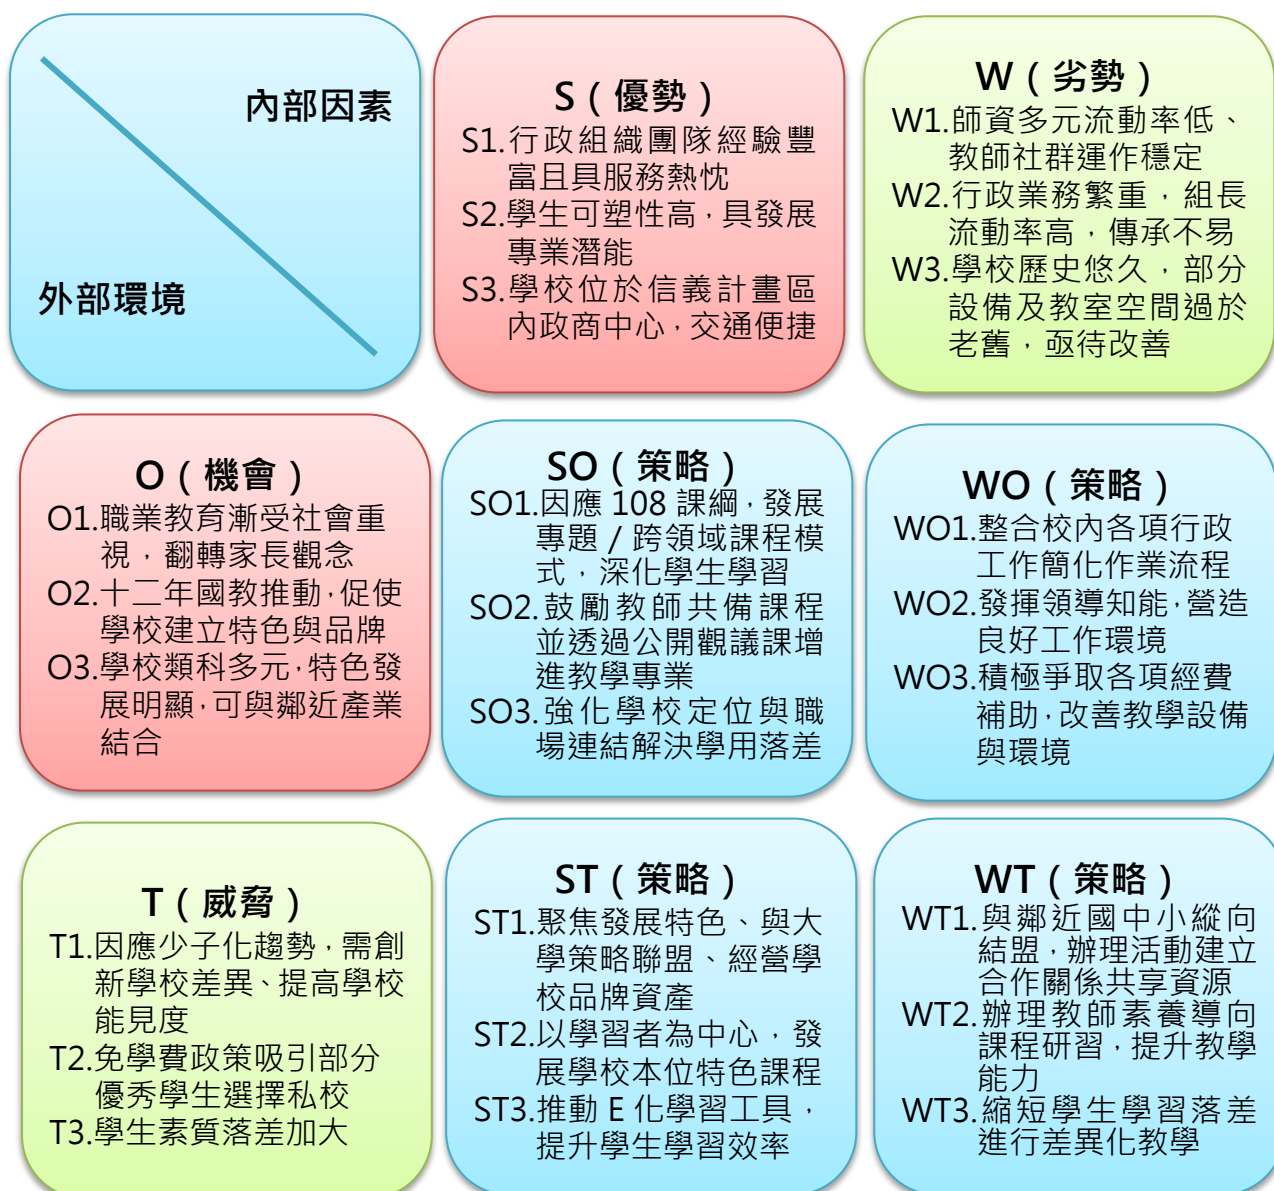 內部因素
外部環境
S（優勢）
S1.行政組織團隊經驗豐
富且具服務熱忱
S2.學生可塑性高，具發展
專業潛能
S3.學校位於信義計畫區
內政商中心，交通便捷
W（劣勢）
W1.師資多元流動率低、
教師社群運作穩定
W2.行政業務繁重，組長
流動率高，傳承不易
W3.學校歷史悠久，部分
設備及教室空間過於
老舊，亟待改善
O（機會）
O1.職業教育漸受社會重
視，翻轉家長觀念
O2.十二年國教推動，促使
學校建立特色與品牌
O3.學校類科多元，特色發
展明顯，可與鄰近產業
結合
SO（策略）
SO1.因應 108 課綱，發展
專題 / 跨領域課程模
式，深化學生學習
SO2.鼓勵教師共備課程
並透過公開觀議課增
進教學專業
SO3.強化學校定位與職
場連結解決學用落差
WO（策略）
WO1.整合校內各項行政
工作簡化作業流程
WO2.發揮領導知能，營造
良好工作環境
WO3.積極爭取各項經費
補助，改善教學設備
與環境
T（威脅）
T1.因應少子化趨勢，需創
新學校差異、提高學校
能見度
T2.免學費政策吸引部分
優秀學生選擇私校
T3.學生素質落差加大
ST（策略）
ST1.聚焦發展特色、與大
學策略聯盟、經營學
校品牌資產
ST2.以學習者為中心，發
展學校本位特色課程
ST3.推動 E 化學習工具，
提升學生學習效率
WT（策略）
WT1.與鄰近國中小縱向
結盟，辦理活動建立
合作關係共享資源
WT2.辦理教師素養導向
課程研習，提升教學
能力
WT3.縮短學生學習落差
進行差異化教學